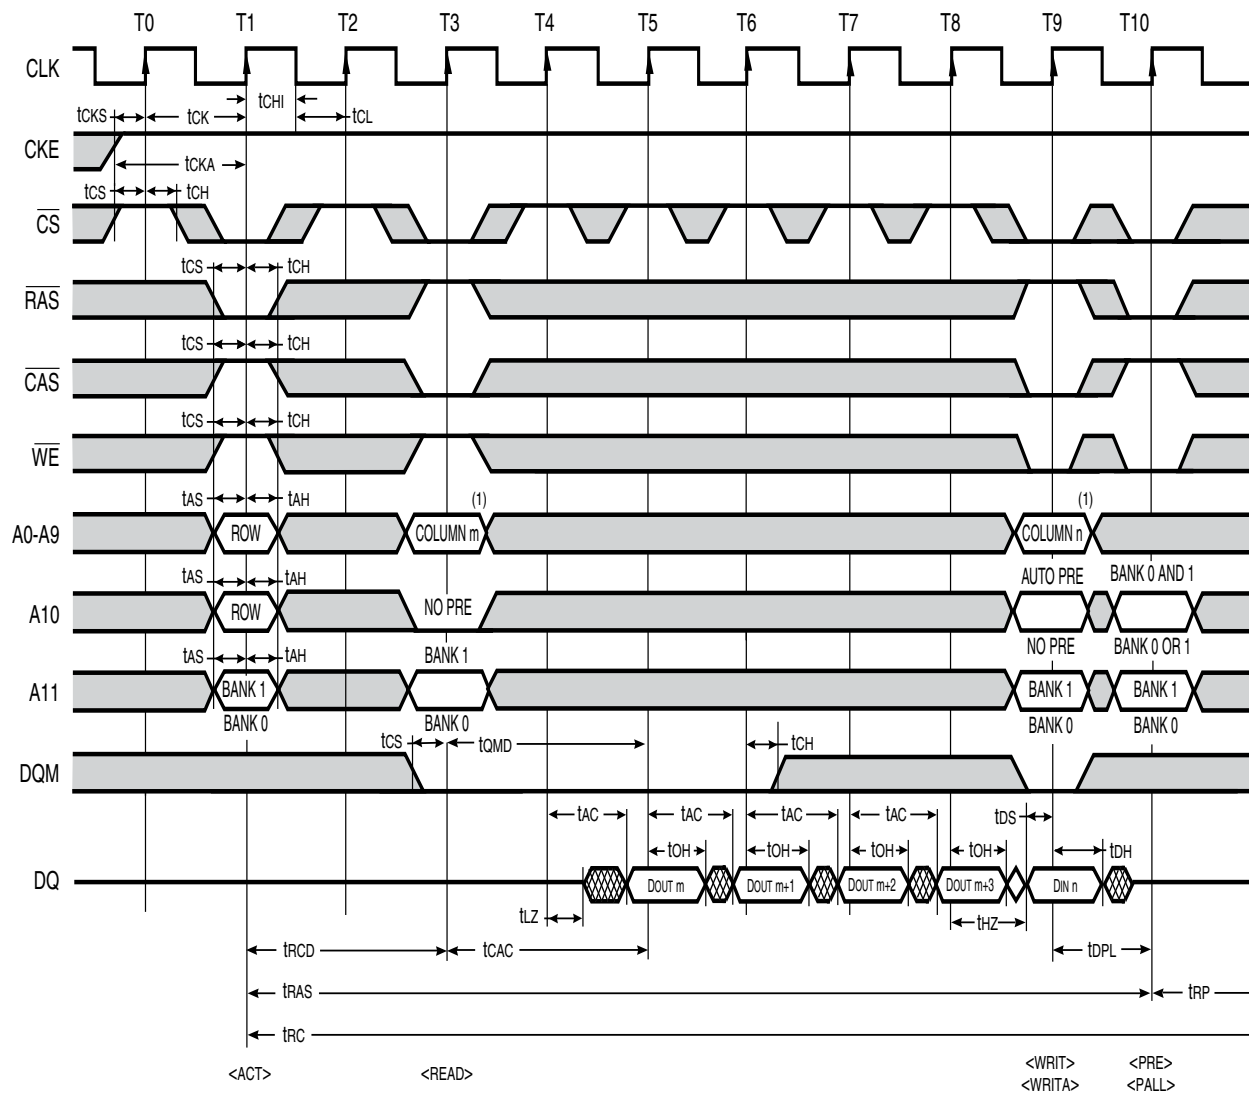 T0 T1 T2 T3 T4 T5 T6 T7 T8 T9 T10
CLK
tCHI
tCKS tCK tCL
CKE
tCKA
tCS tCH
CS
tCS tCH
RAS
tCS tCH
CAS
tCS tCH
WE
tAS tAH (1) (1)
A0-A9 ROW COLUMN m COLUMN n
tAS tAH AUTO PRE BANK 0 AND 1
A10 ROW NO PRE
tAS tAH BANK 1 NO PRE BANK 0 OR 1
A11 BANK 1 BANK 1 BANK 1
BANK 0 BANK 0 BANK 0 BANK 0
tCS tQMD tCH
DQM
tAC tAC tAC tAC tDS
tOH tOH tOH tOH tDH
DQ DOUT m DOUT m+1 DOUT m+2 DOUT m+3 DIN n
tLZ tHZ
tRCD tCAC tDPL
tRAS tRP
tRC
<ACT> <READ> <WRIT> <PRE>
<WRITA> <PALL>